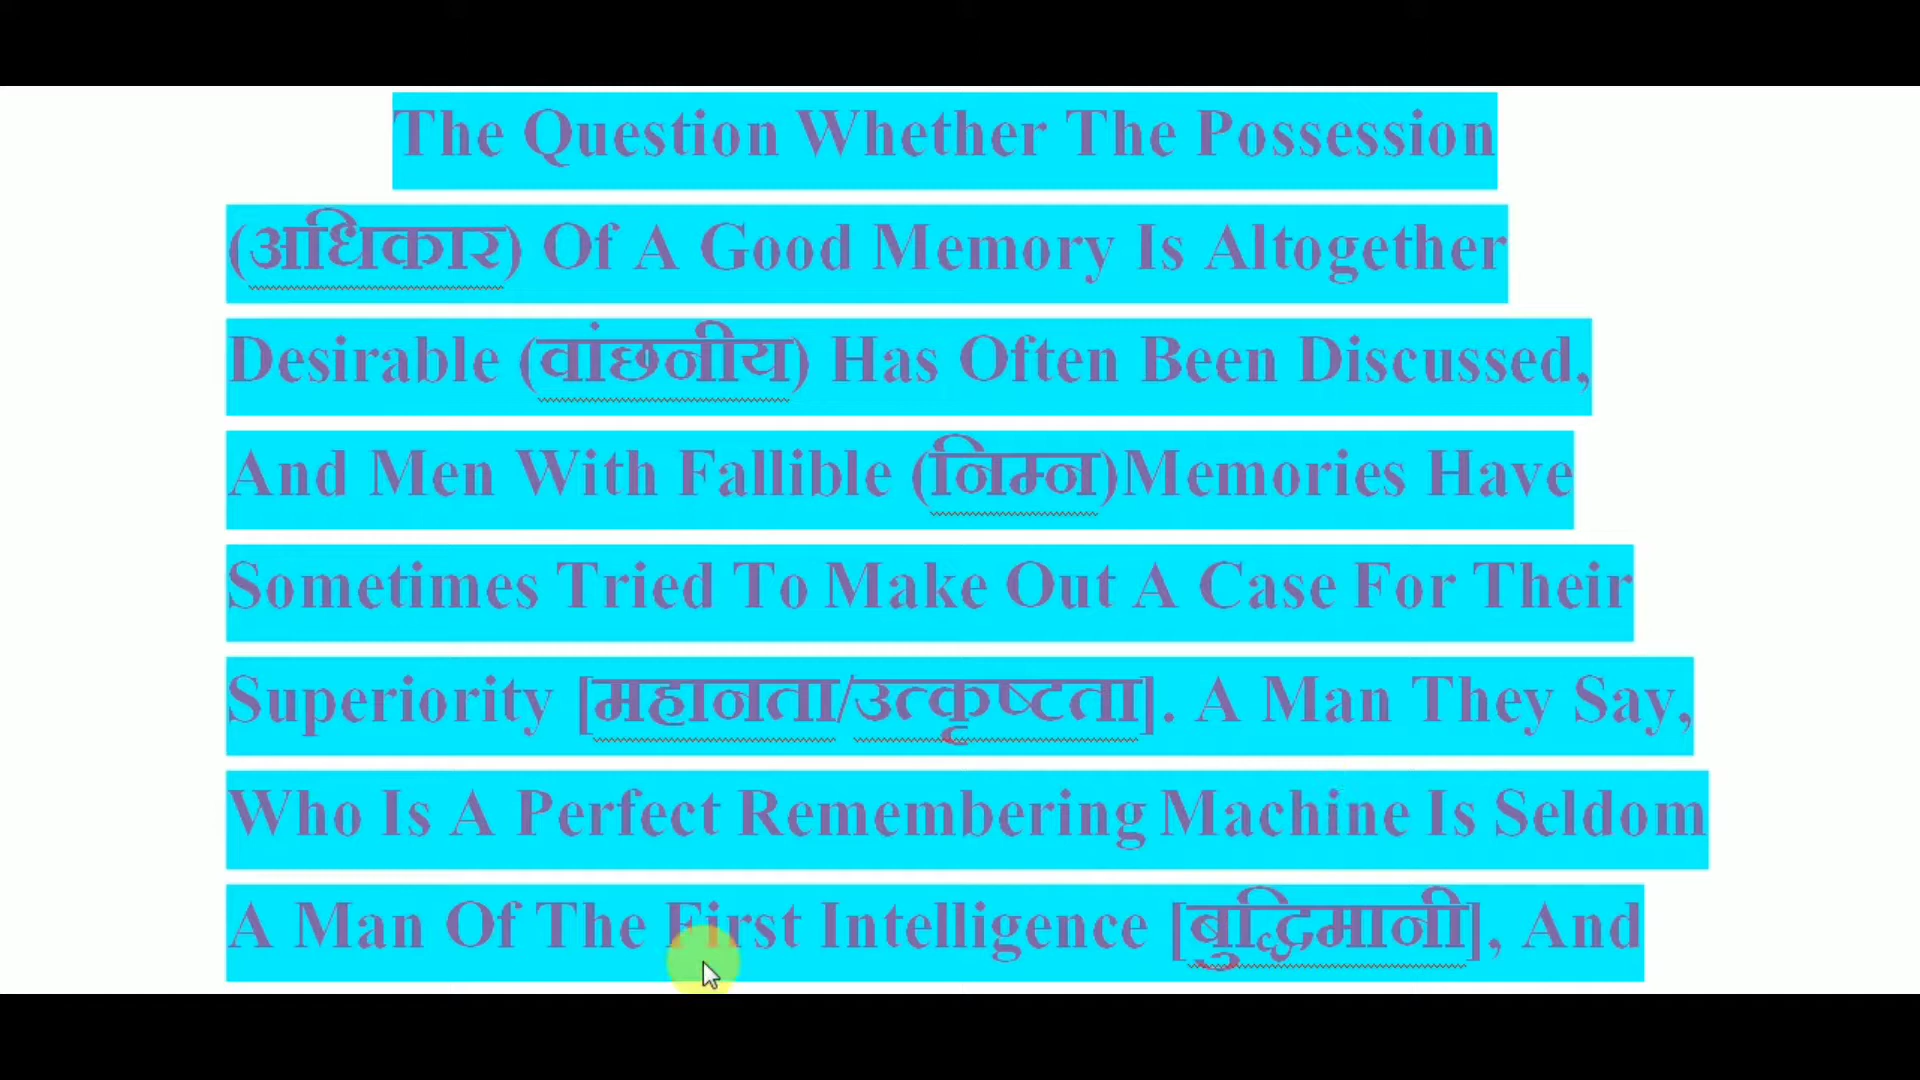 The Question Whether The Possession
(अधिकार) Of A Good Memory Is Altogether
Desirable (वांछनीय) Has Often Been Discussed,
And Men With Fallible (निम्न)Memories Have
Sometimes Tried To Make Out A Case For Their
Superiority [महानता/उत्कृष्टता]. A Man They Say,
Who Is A Perfect Remembering Machine Is Seldom
A Man Of The First Intelligence [बुद्धिमानी], And